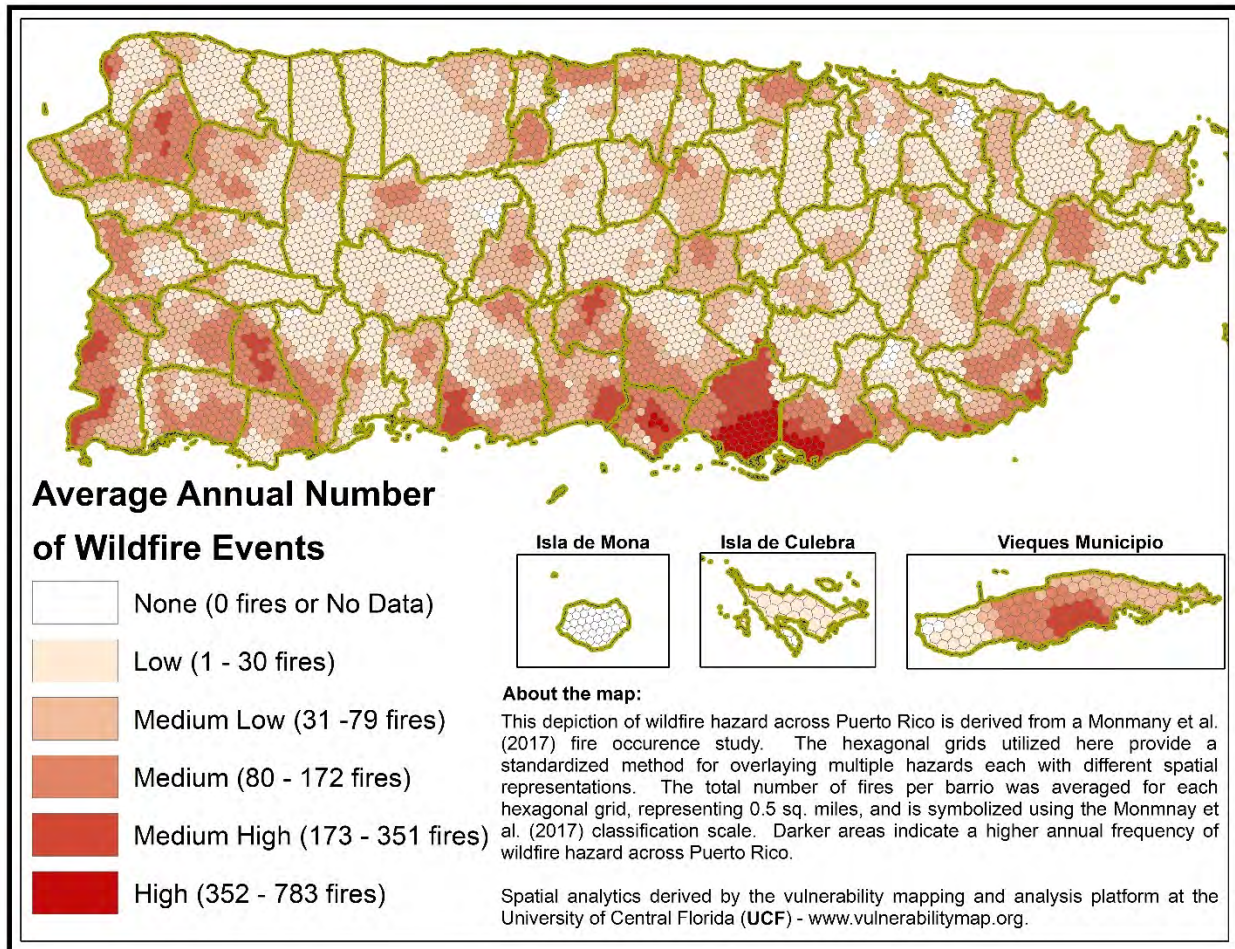 Average Annual Number
of Wildfire Events
None (0 fires or No Data)
Low (1 - 30 fires)
Medium Low (31 -79 fires)
Medium (80 - 172 fires)
Medium High (173 - 351 fires)
High (352 - 783 fires)
Isla de Mona
Isla de Culebra
Vieques Municipio
About the map:
This depiction of wildfire hazard across Puerto Rico is derived from a Monmany et al.
(2017) fire occurence study. The hexagonal grids utilized here provide a
standardized method for overlaying multiple hazards each with different spatial
representations. The total number of fires per barrio was averaged for each
hexagonal grid, representing 0.5 sq. miles, and is symbolized using the Monmnay et
al. (2017) classification scale. Darker areas indicate a higher annual frequency of
wildfire hazard across Puerto Rico.
Spatial analytics derived by the vulnerability mapping and analysis platform at the
University of Central Florida (UCF) - www.vulnerabilitymap.org.